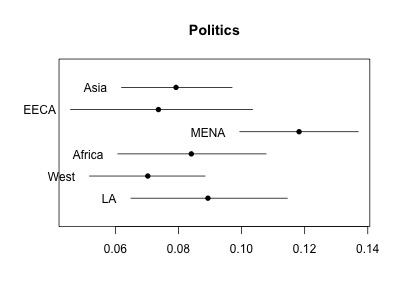 Politics
Asia
EECA
MENA
Africa
West
LA
0.06 0.08 0.10 0.12 0.14